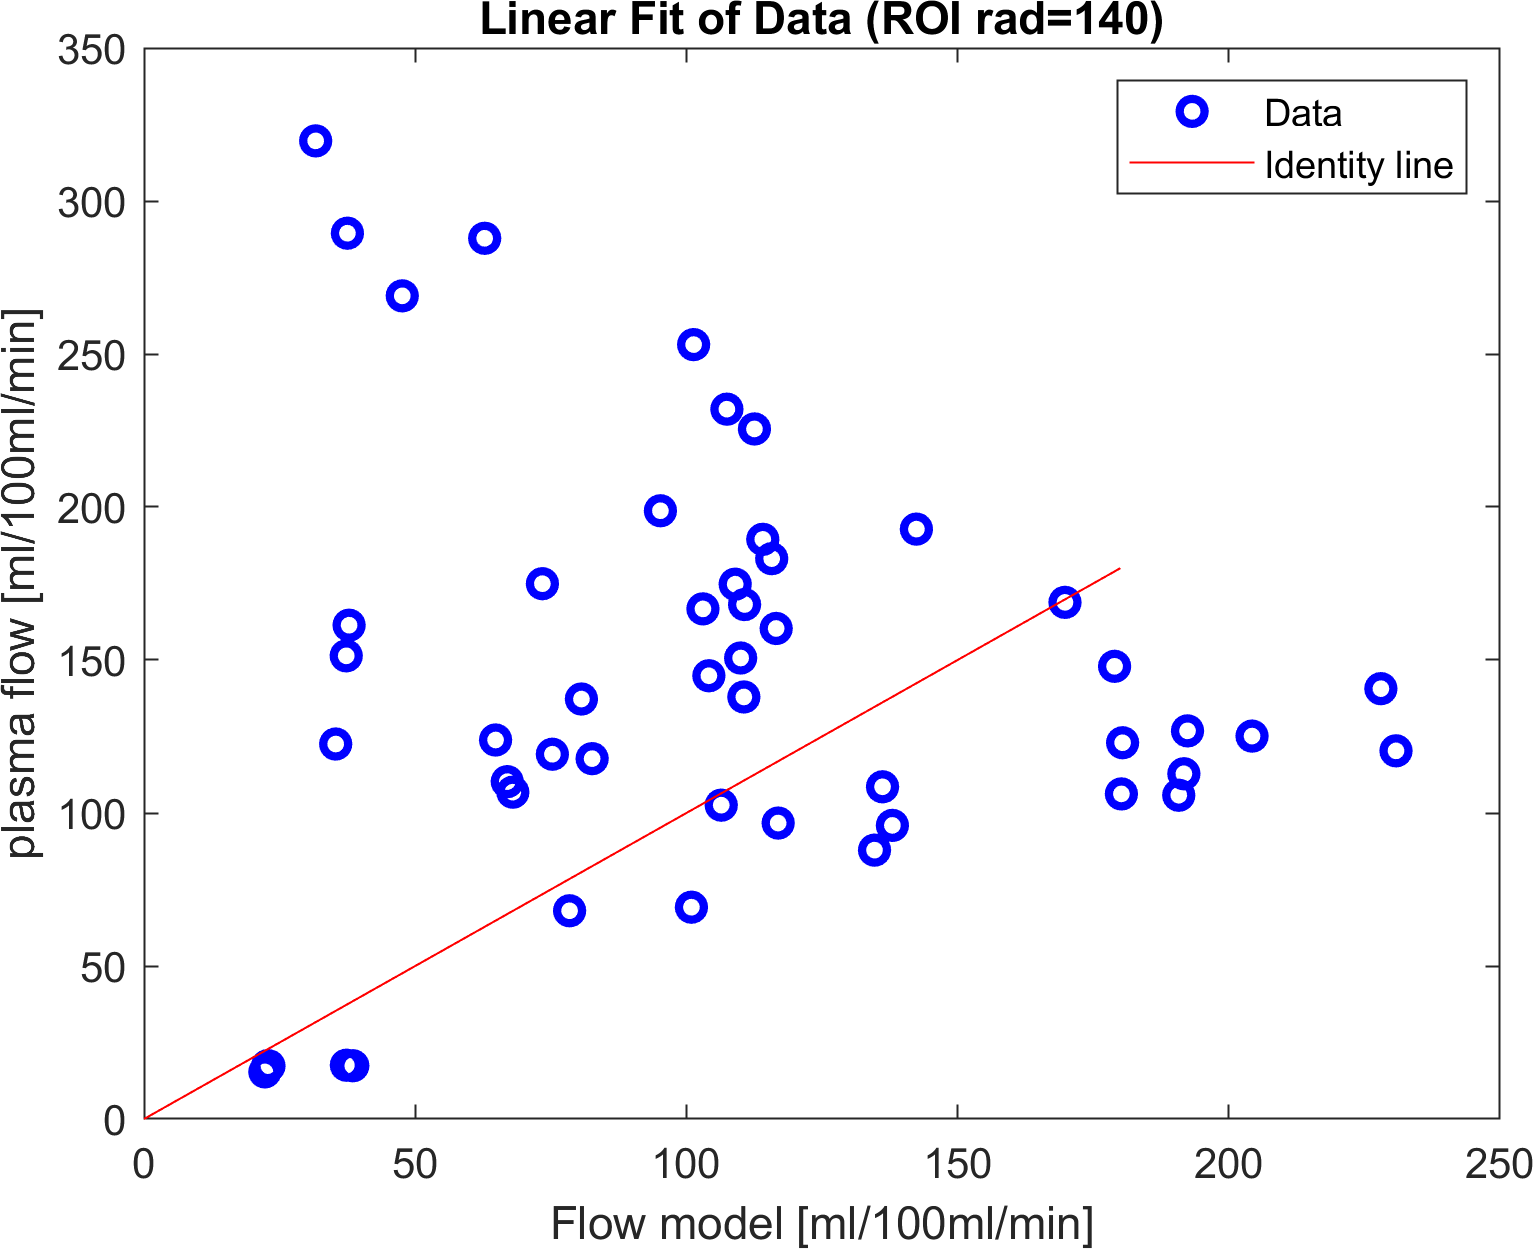 Linear Fit of Data (ROI rad=140)
350
300
250
200
150
100
50
0
plasma flow [ml/100ml/min]
Data
Identity line
0 50 100 150 200 250
Flow model [ml/100ml/min]